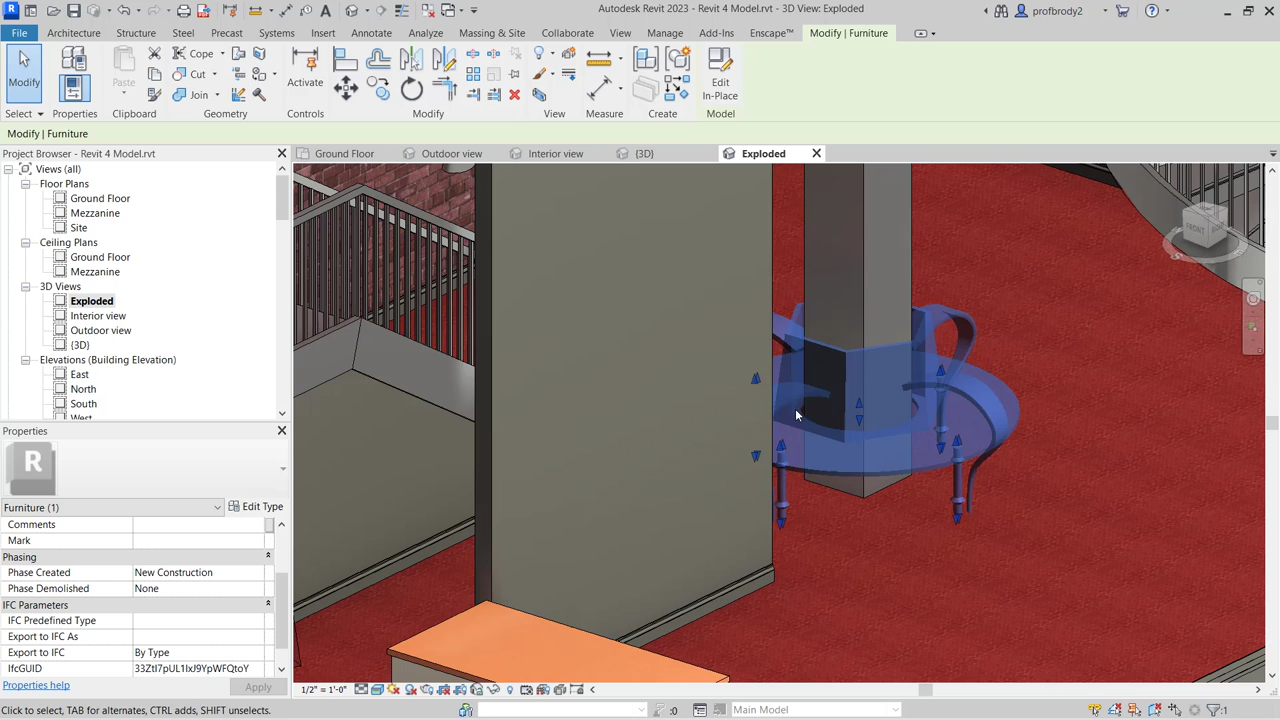 Autodesk Revit 2023 - Revit 4 Model.rvt - 3D View: Exploded
profbrody2
File Architecture Structure Steel Precast Systems Insert Annotate Analyze Massing & Site Collaborate View Manage Add-Ins Enscape™ Modify | Furniture
Modify Paste Cope Cut Join Activate Edit In-Place
Select Properties Clipboard Geometry Controls Modify View Measure Create Model
Modify | Furniture
Project Browser - Revit 4 Model.rvt
Ground Floor Outdoor view Interior view {3D} Exploded
Views (all)
Floor Plans
Ground Floor
Mezzanine
Site
Ceiling Plans
Ground Floor
Mezzanine
3D Views
Exploded
Interior view
Outdoor view
{3D}
Elevations (Building Elevation)
East
North
South
West
FRONT
Properties
R
Furniture (1) Edit Type
Comments
Mark
Phasing
Phase Created New Construction
Phase Demolished None
IFC Parameters
IFC Predefined Type
Export to IFC As
Export to IFC By Type
Properties help Apply
1/2" = 1'-0"
Click to select, TAB for alternates, CTRL adds, SHIFT unselects. :0 Main Model :1